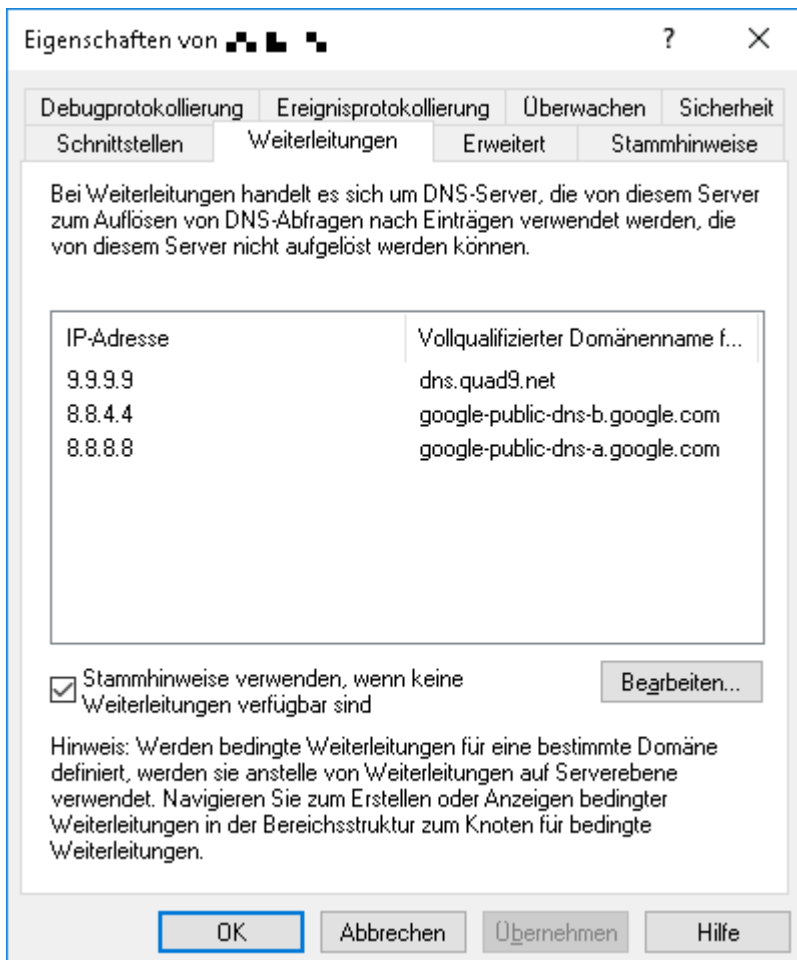 Eigenschaften von
Debugprotokollierung Ereignisprotokollierung Überwachen Sicherheit
Schnittstellen Weiterleitungen Erweitert Stammhinweise
Bei Weiterleitungen handelt es sich um DNS-Server, die von diesem Server
zum Auflösen von DNS-Abfragen nach Einträgen verwendet werden, die
von diesem Server nicht aufgelöst werden können.
IP-Adresse Vollqualifizierter Domänenname f...
9.9.9.9 dns.quad9.net
8.8.4.4 google-public-dns-b.google.com
8.8.8.8 google-public-dns-a.google.com
Stammhinweise verwenden, wenn keine
Weiterleitungen verfügbar sind
Bearbeiten...
Hinweis: Werden bedingte Weiterleitungen für eine bestimmte Domäne
definiert, werden sie anstelle von Weiterleitungen auf Serverebene
verwendet. Navigieren Sie zum Erstellen oder Anzeigen bedingter
Weiterleitungen in der Bereichsstruktur zum Knoten für bedingte
Weiterleitungen.
OK Abbrechen Übernehmen Hilfe